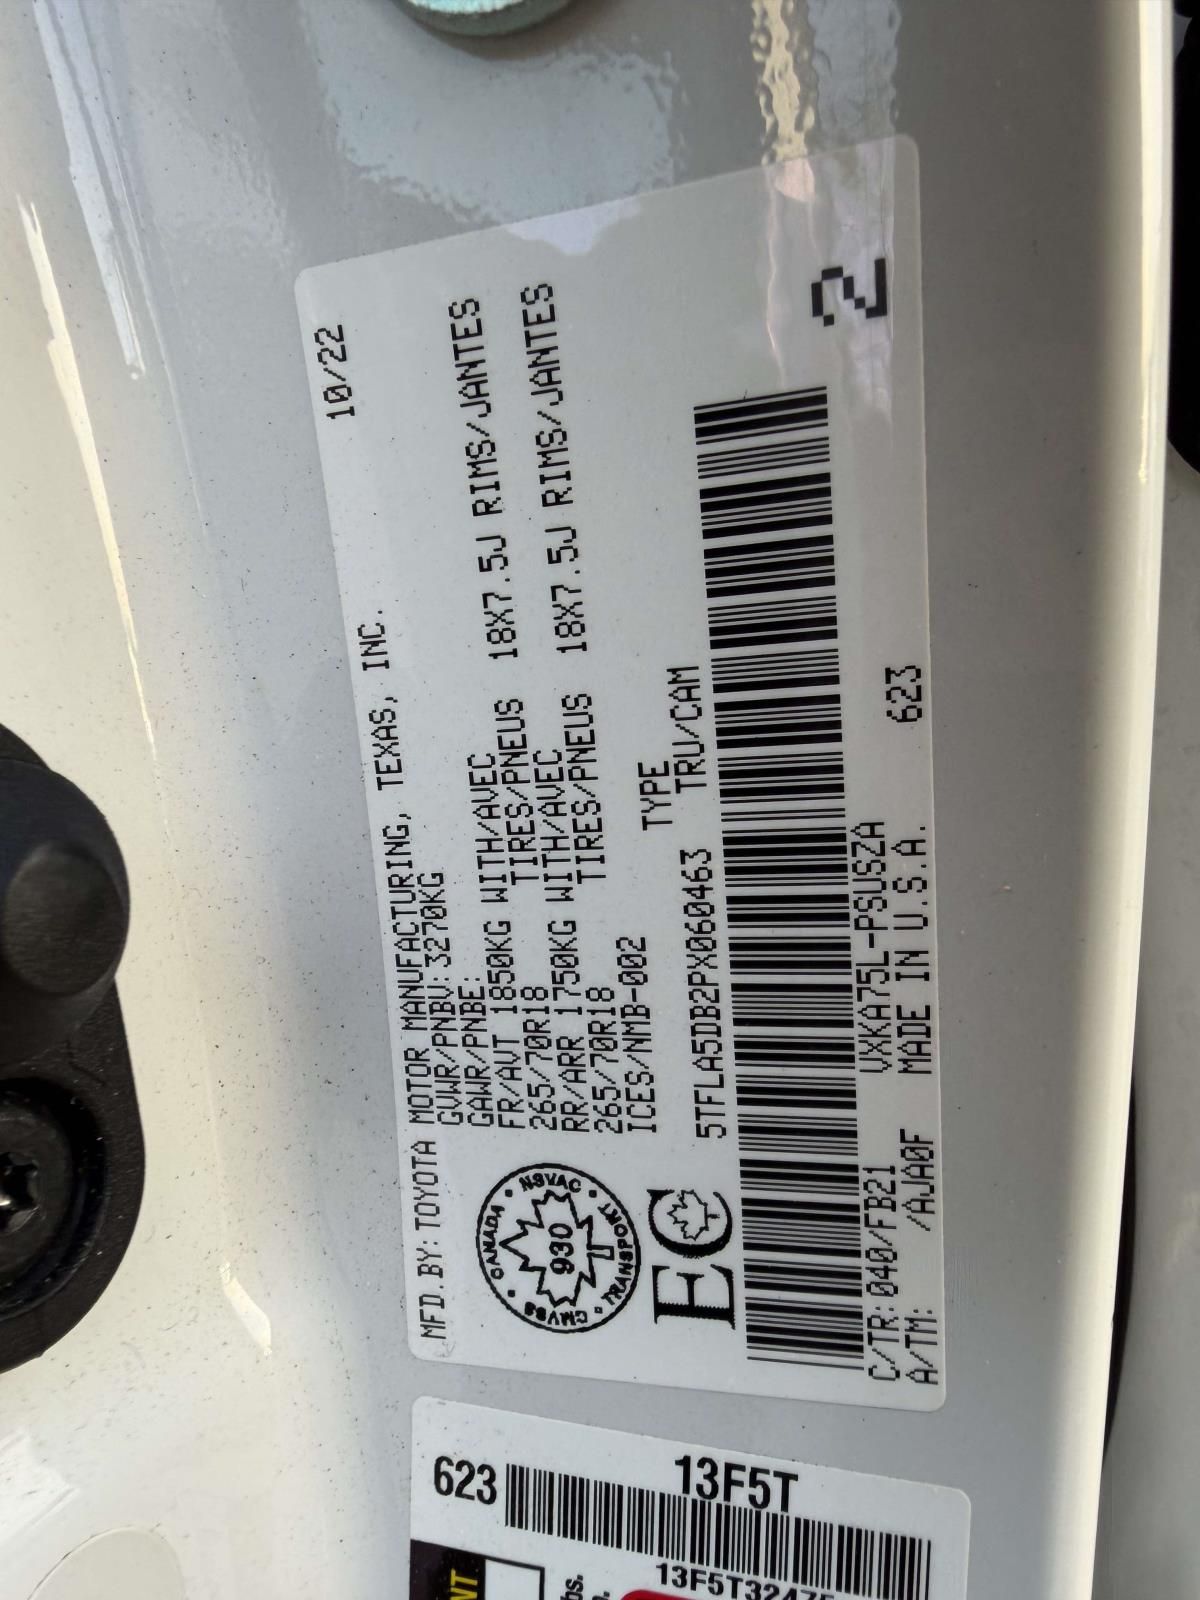 10/22
MFD.BY:TOYOTA MOTOR MANUFACTURING, TEXAS, INC.
GVWR/PNBV:3270KG
GAWR/PNBE:
FR/AVT 1850KG WITH/AVEC 18X7.5J RIMS/JANTES
265/70R18 TIRES/PNEUS
RR/ARR 1750KG WITH/AVEC 18X7.5J RIMS/JANTES
265/70R18 TIRES/PNEUS
ICES/NMB-002
TYPE
5TFLA5DB2PX060463 TRU/CAM
CANADA • NSVAC • TRANSPORT • CMVSS •
930
EC
2
VXKA75L-PSUSZA
C/TR:040/FB21 MADE IN U.S.A. 623
A/TM: /AJA0F
623
13F5T